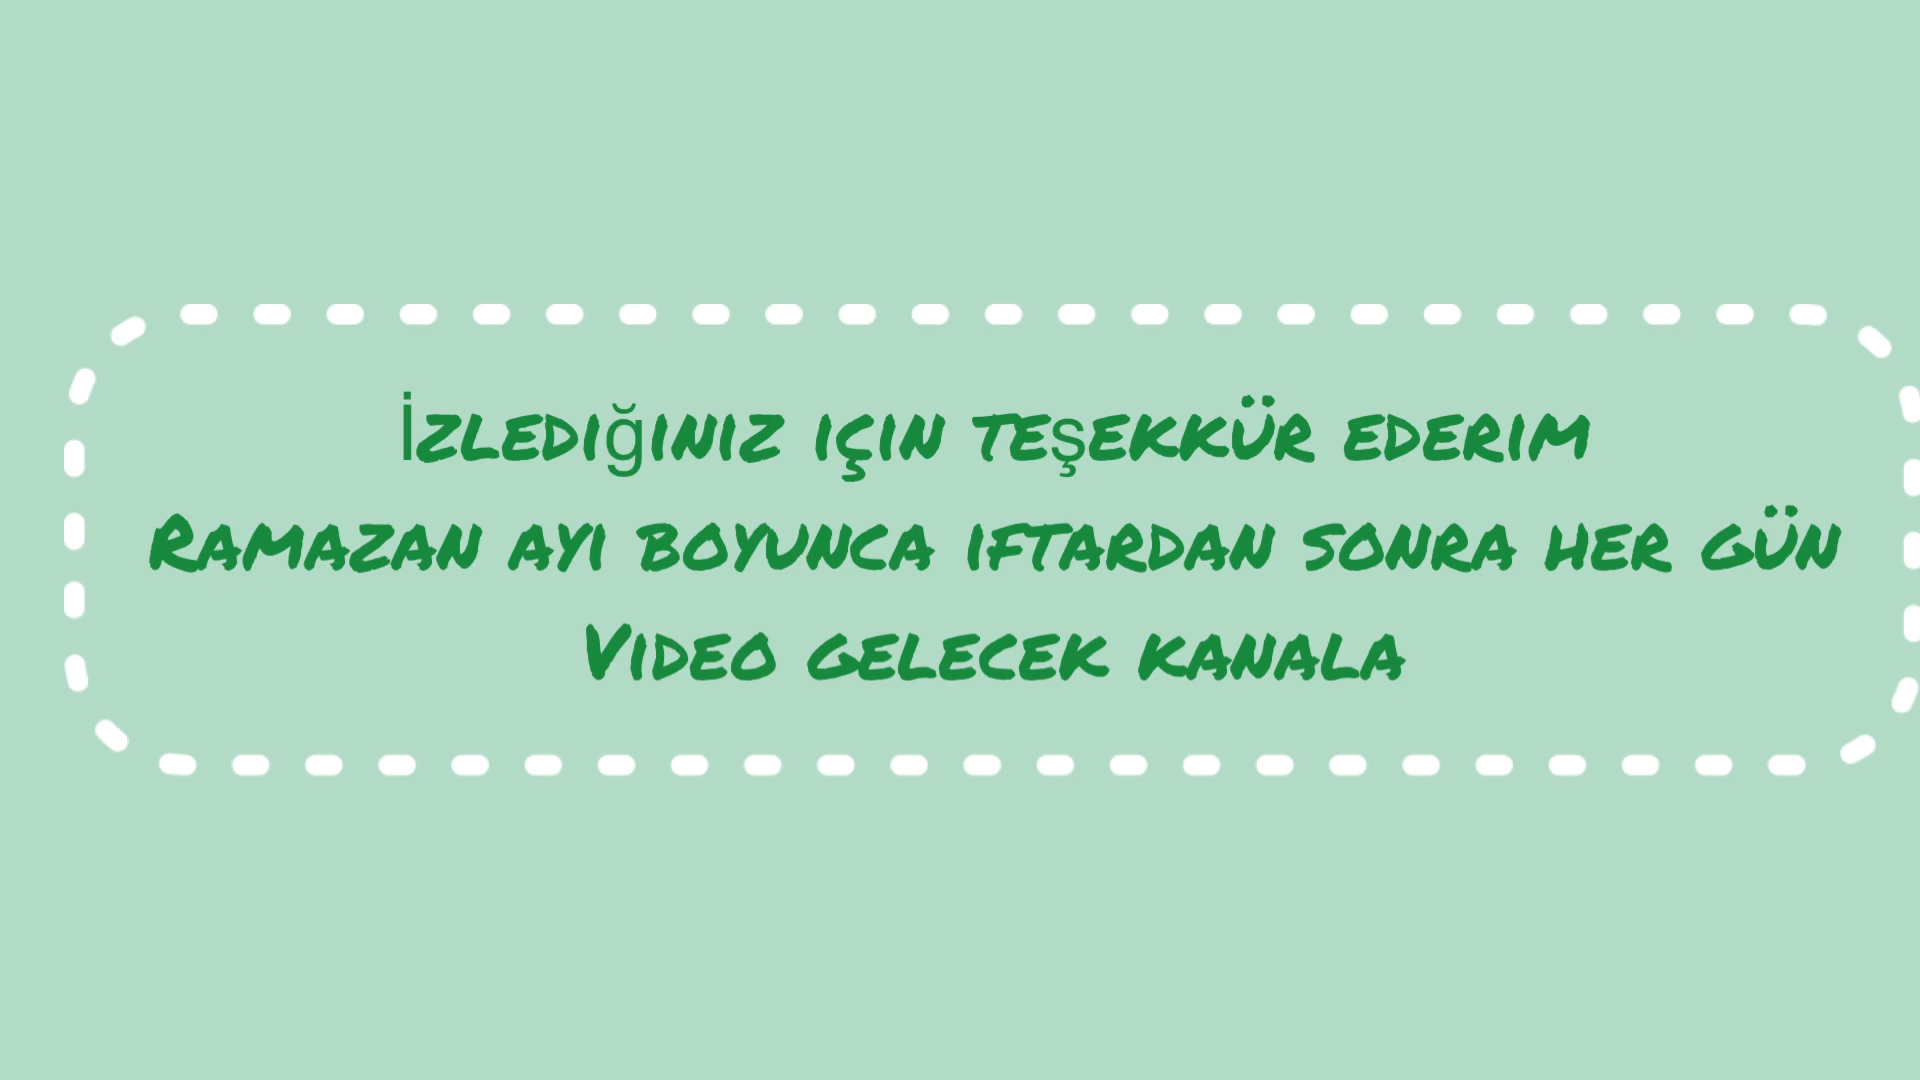 İzlediğiniz için teşekkür ederim
Ramazan ayı boyunca iftardan sonra her gün
Video gelecek kanala